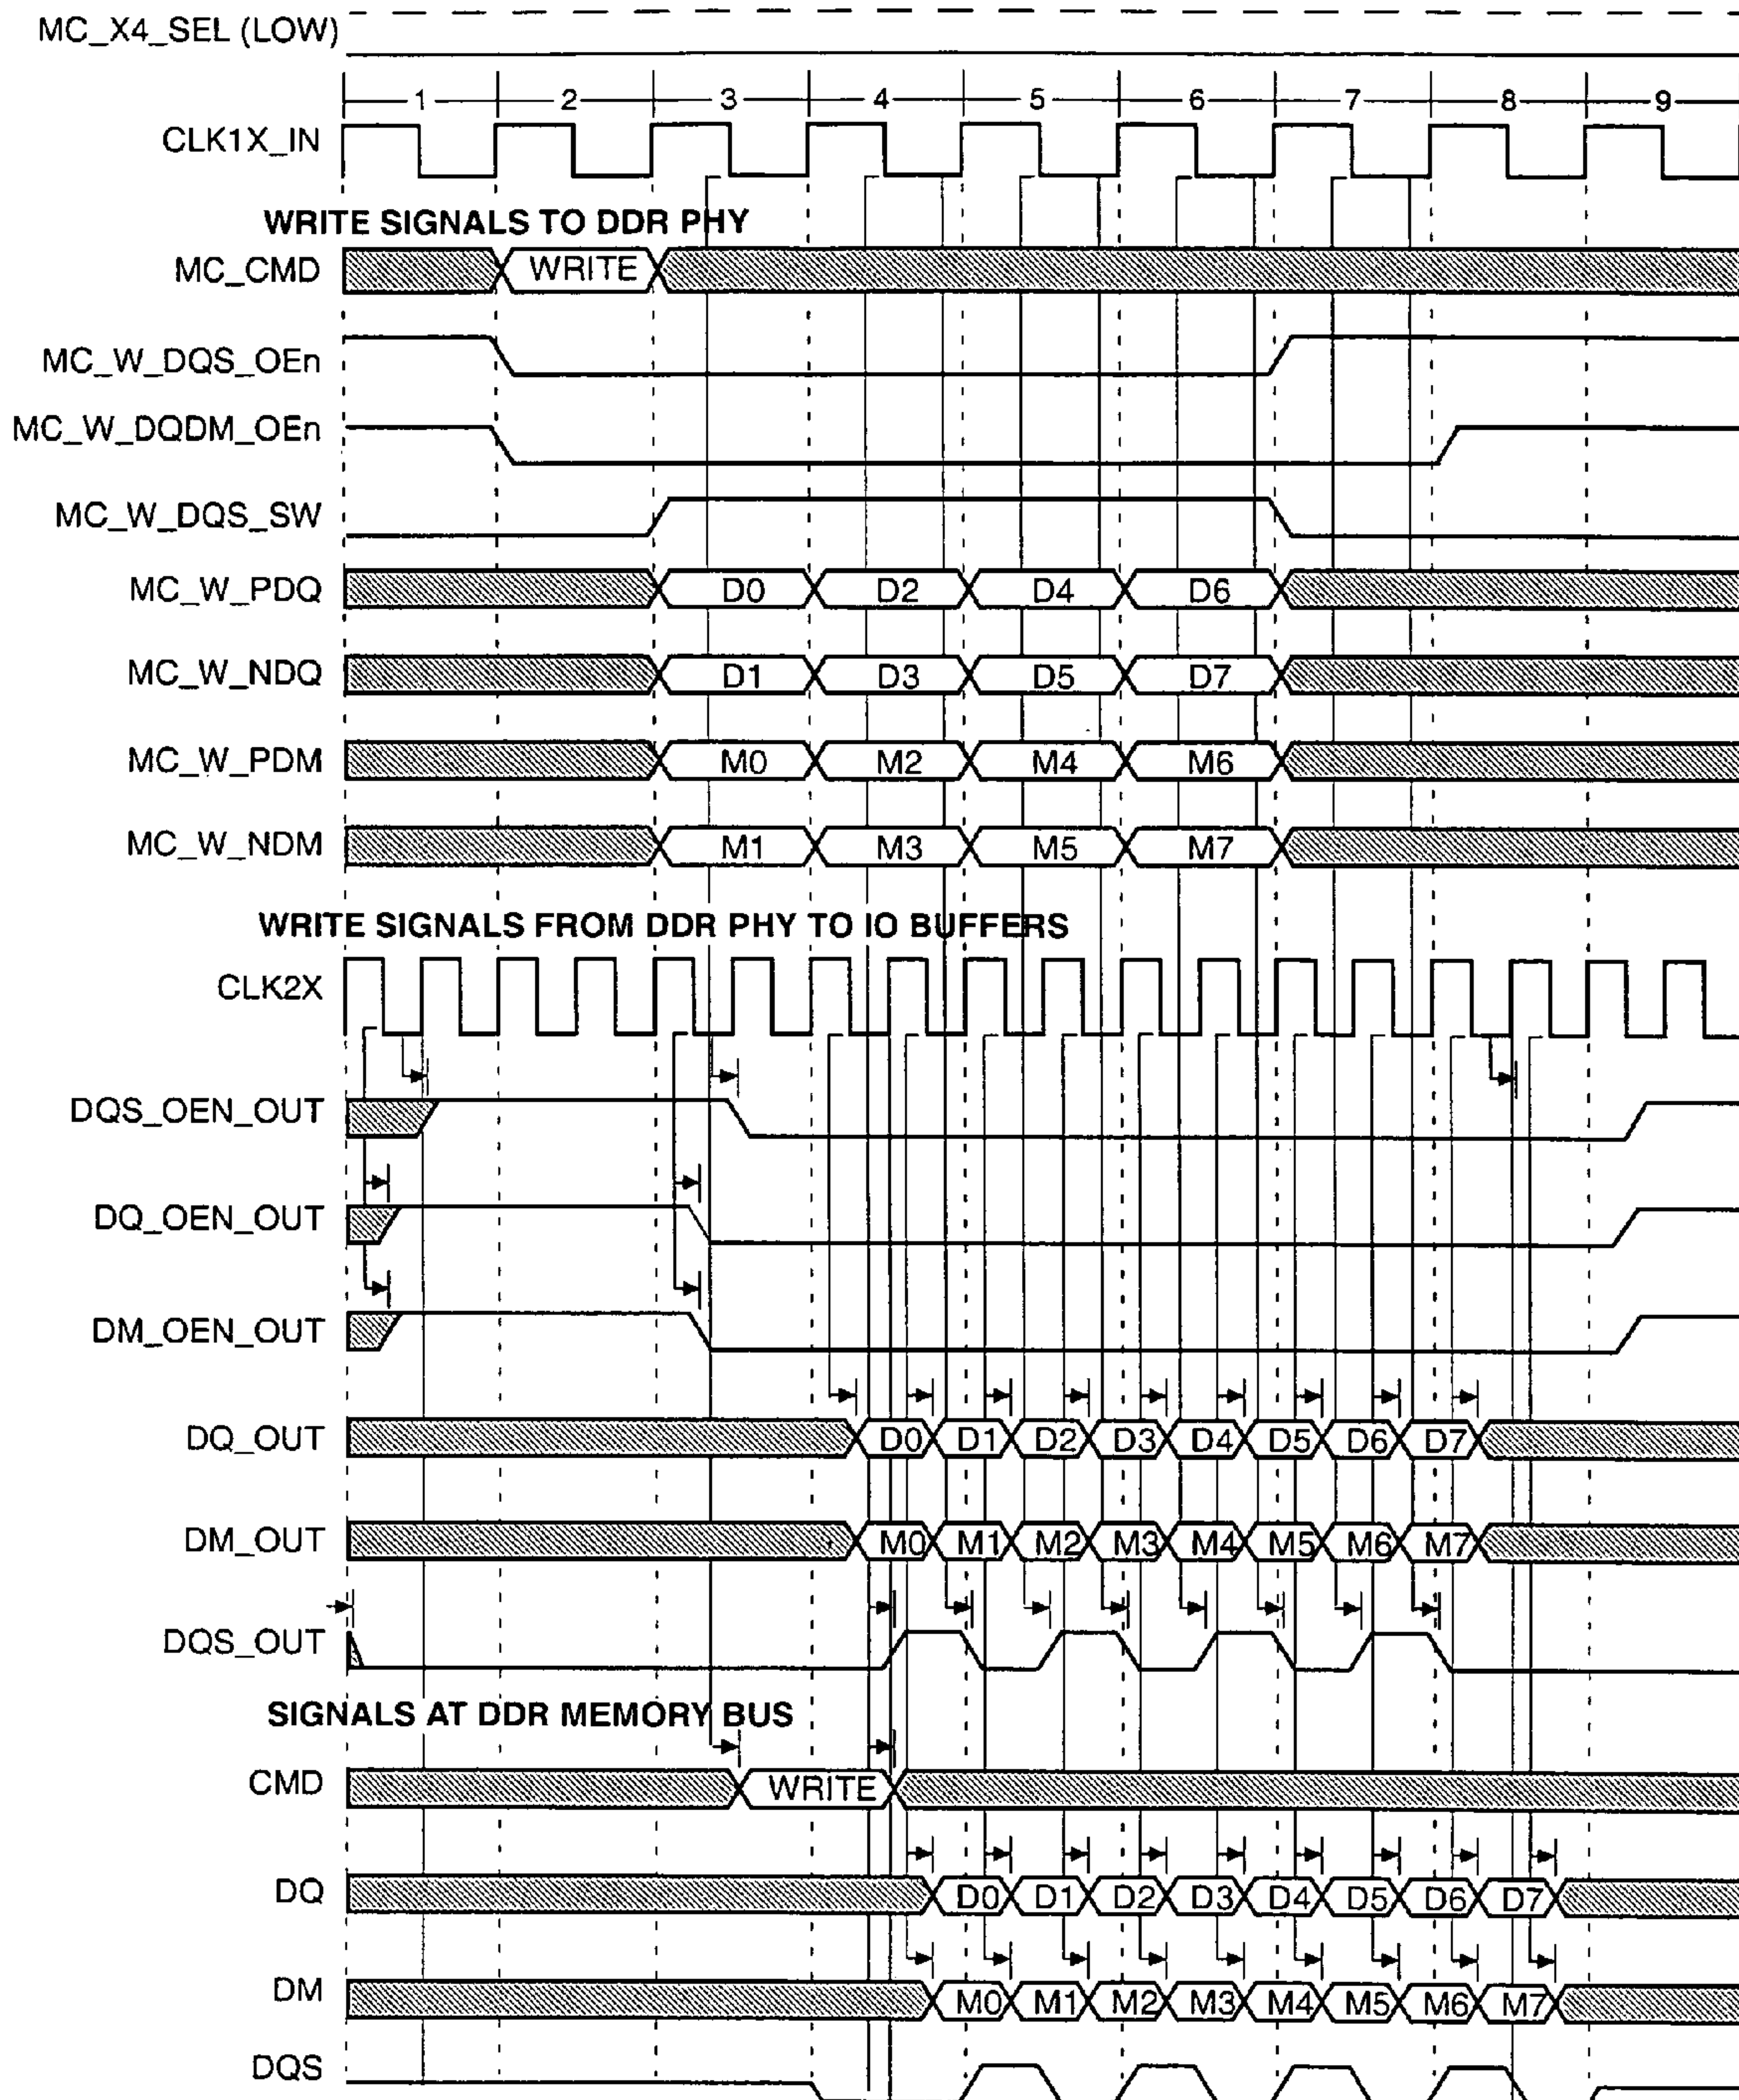 MC_X4_SEL (LOW)
1 2 3 4 5 6 7 8 9
CLK1X_IN
WRITE SIGNALS TO DDR PHY
MC_CMD WRITE
MC_W_DQS_OEn
MC_W_DQDM_OEn
MC_W_DQS_SW
MC_W_PDQ D0 D2 D4 D6
MC_W_NDQ D1 D3 D5 D7
MC_W_PDM M0 M2 M4 M6
MC_W_NDM M1 M3 M5 M7
WRITE SIGNALS FROM DDR PHY TO IO BUFFERS
CLK2X
DQS_OEN_OUT
DQ_OEN_OUT
DM_OEN_OUT
DQ_OUT D0 D1 D2 D3 D4 D5 D6 D7
DM_OUT M0 M1 M2 M3 M4 M5 M6 M7
DQS_OUT
SIGNALS AT DDR MEMORY BUS
CMD WRITE
DQ D0 D1 D2 D3 D4 D5 D6 D7
DM M0 M1 M2 M3 M4 M5 M6 M7
DQS